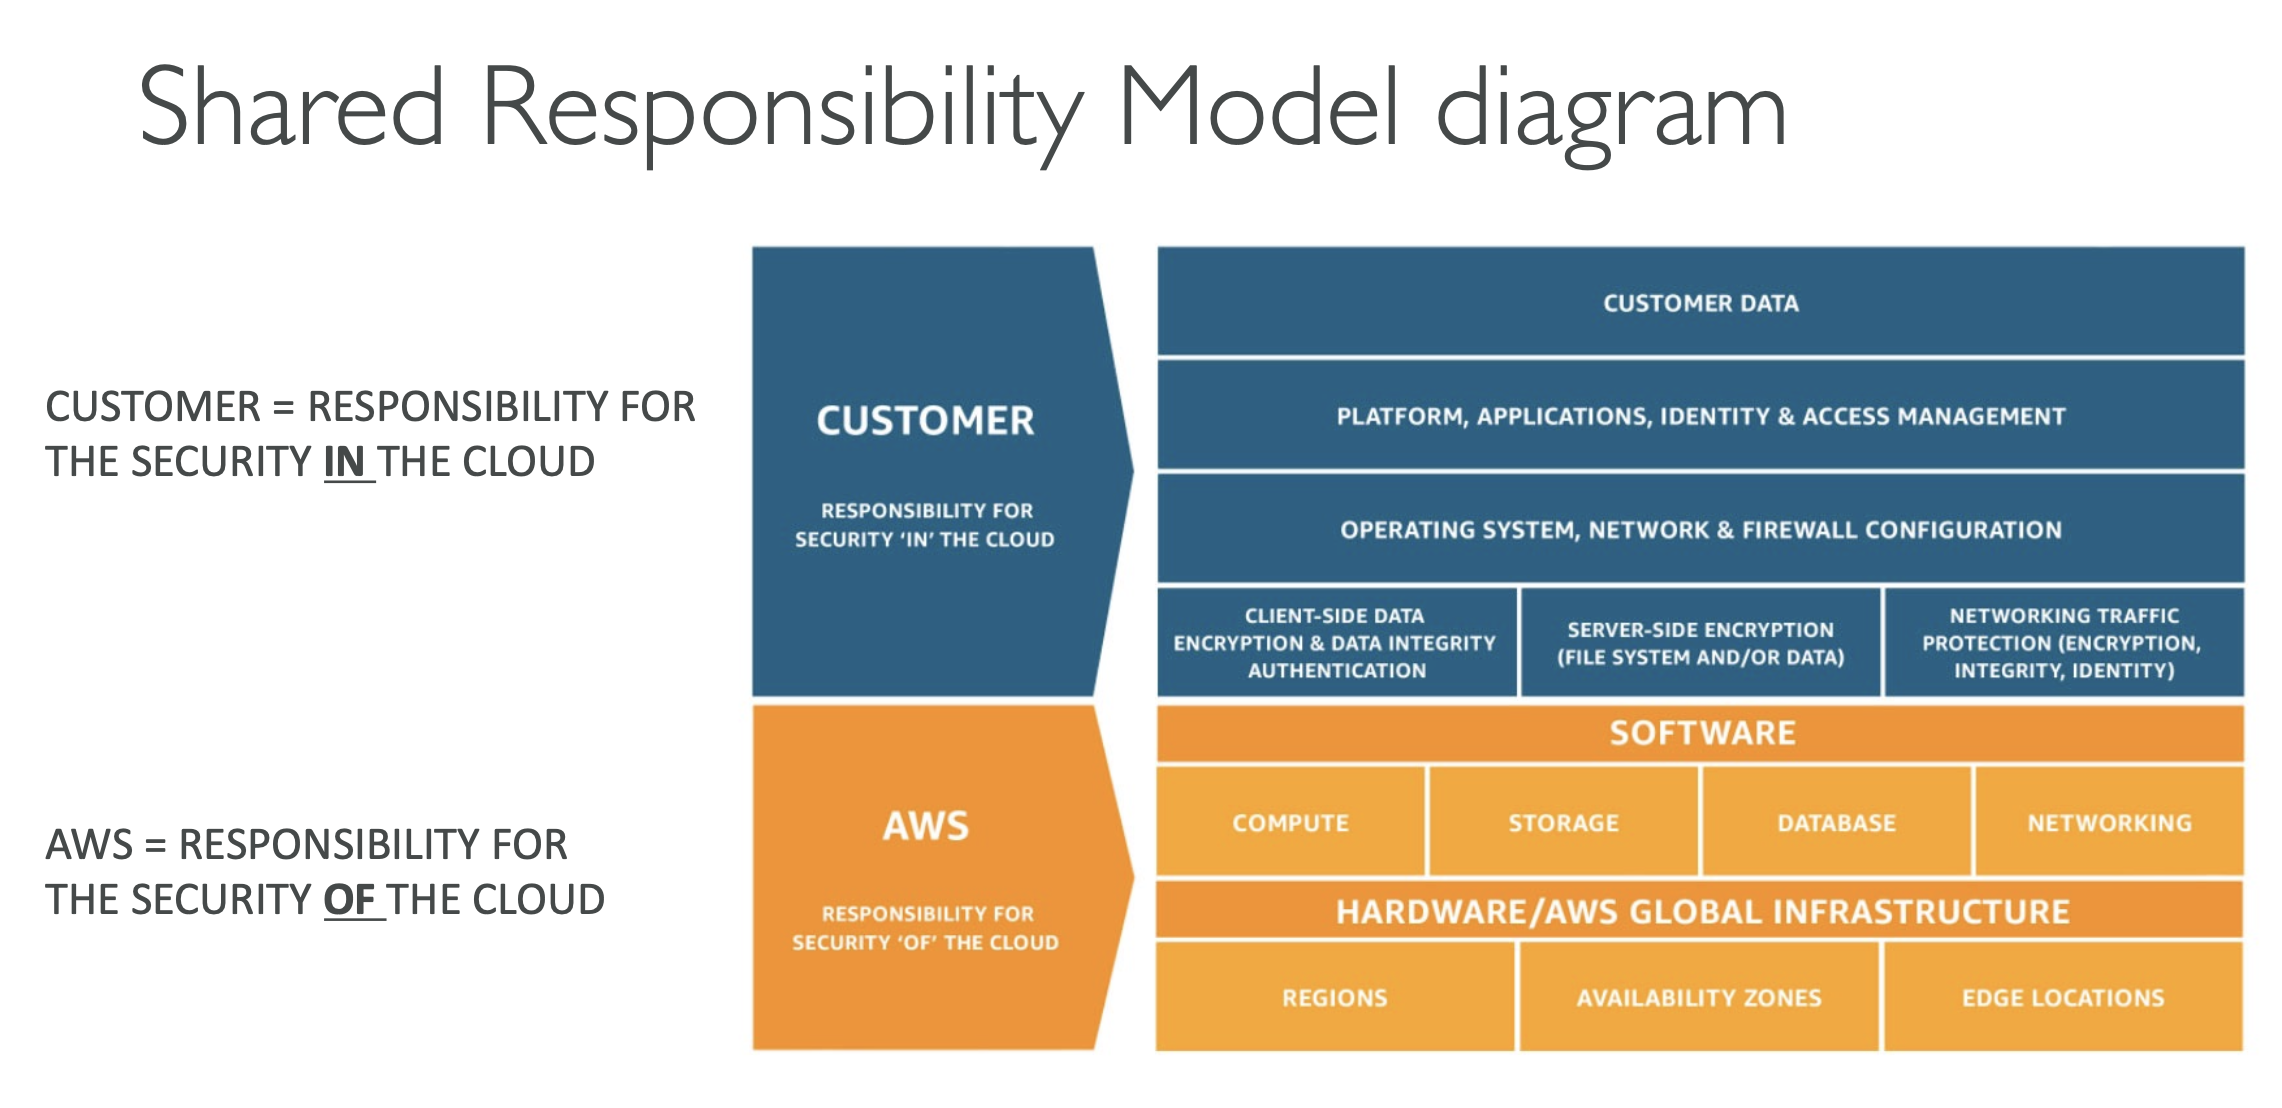 Shared Responsibility Model diagram
CUSTOMER = RESPONSIBILITY FOR
THE SECURITY IN THE CLOUD
CUSTOMER
RESPONSIBILITY FOR
SECURITY ‘IN’ THE CLOUD
CUSTOMER DATA
PLATFORM, APPLICATIONS, IDENTITY & ACCESS MANAGEMENT
OPERATING SYSTEM, NETWORK & FIREWALL CONFIGURATION
CLIENT-SIDE DATA
ENCRYPTION & DATA INTEGRITY
AUTHENTICATION
SERVER-SIDE ENCRYPTION
(FILE SYSTEM AND/OR DATA)
NETWORKING TRAFFIC
PROTECTION (ENCRYPTION,
INTEGRITY, IDENTITY)
AWS = RESPONSIBILITY FOR
THE SECURITY OF THE CLOUD
AWS
RESPONSIBILITY FOR
SECURITY ‘OF’ THE CLOUD
SOFTWARE
COMPUTE
STORAGE
DATABASE
NETWORKING
HARDWARE/AWS GLOBAL INFRASTRUCTURE
REGIONS
AVAILABILITY ZONES
EDGE LOCATIONS